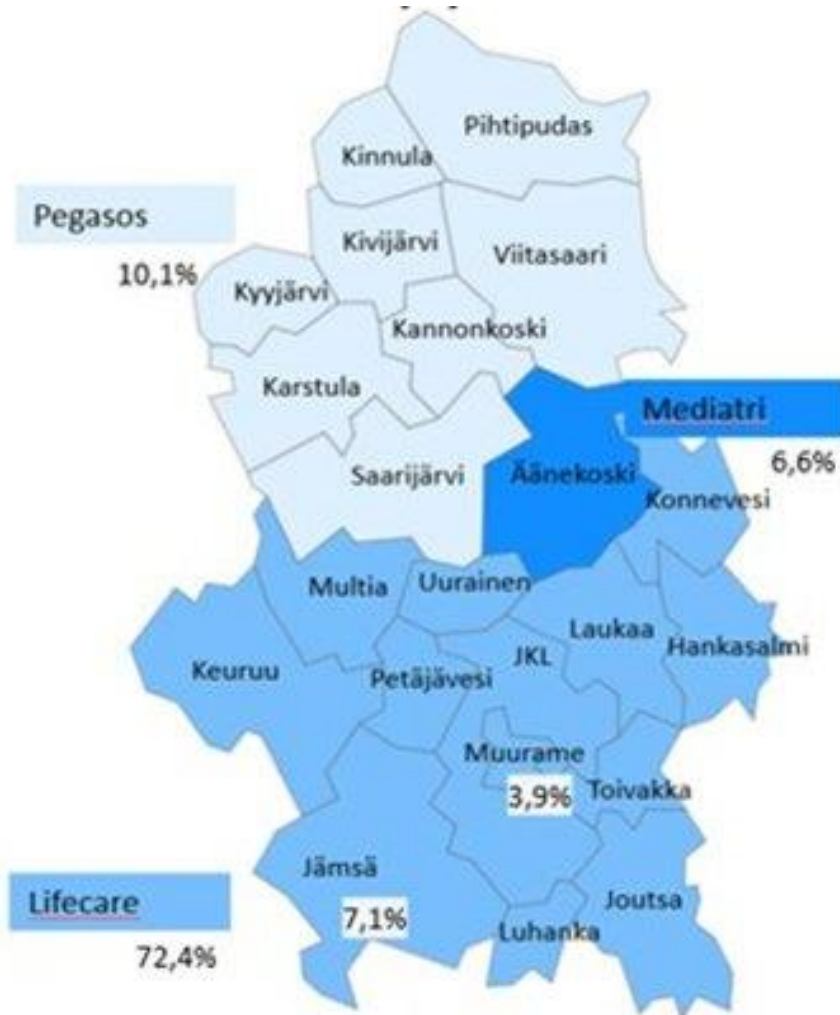 Pihtipudas
Kinnula
Pegasos
Kivijärvi
Viitasaari
10,1%
Kyyjärvi
Kannonkoski
Karstula
Mediatri
6,6%
Saarijärvi
Äänekoski
Konnevesi
Multia
Uurainen
Laukaa
Hankasalmi
Keuruu
Petäjävesi
JKL
Muurame
3,9%
Toivakka
Jämsä
Lifecare
7,1%
Joutsa
Luhanka
72,4%